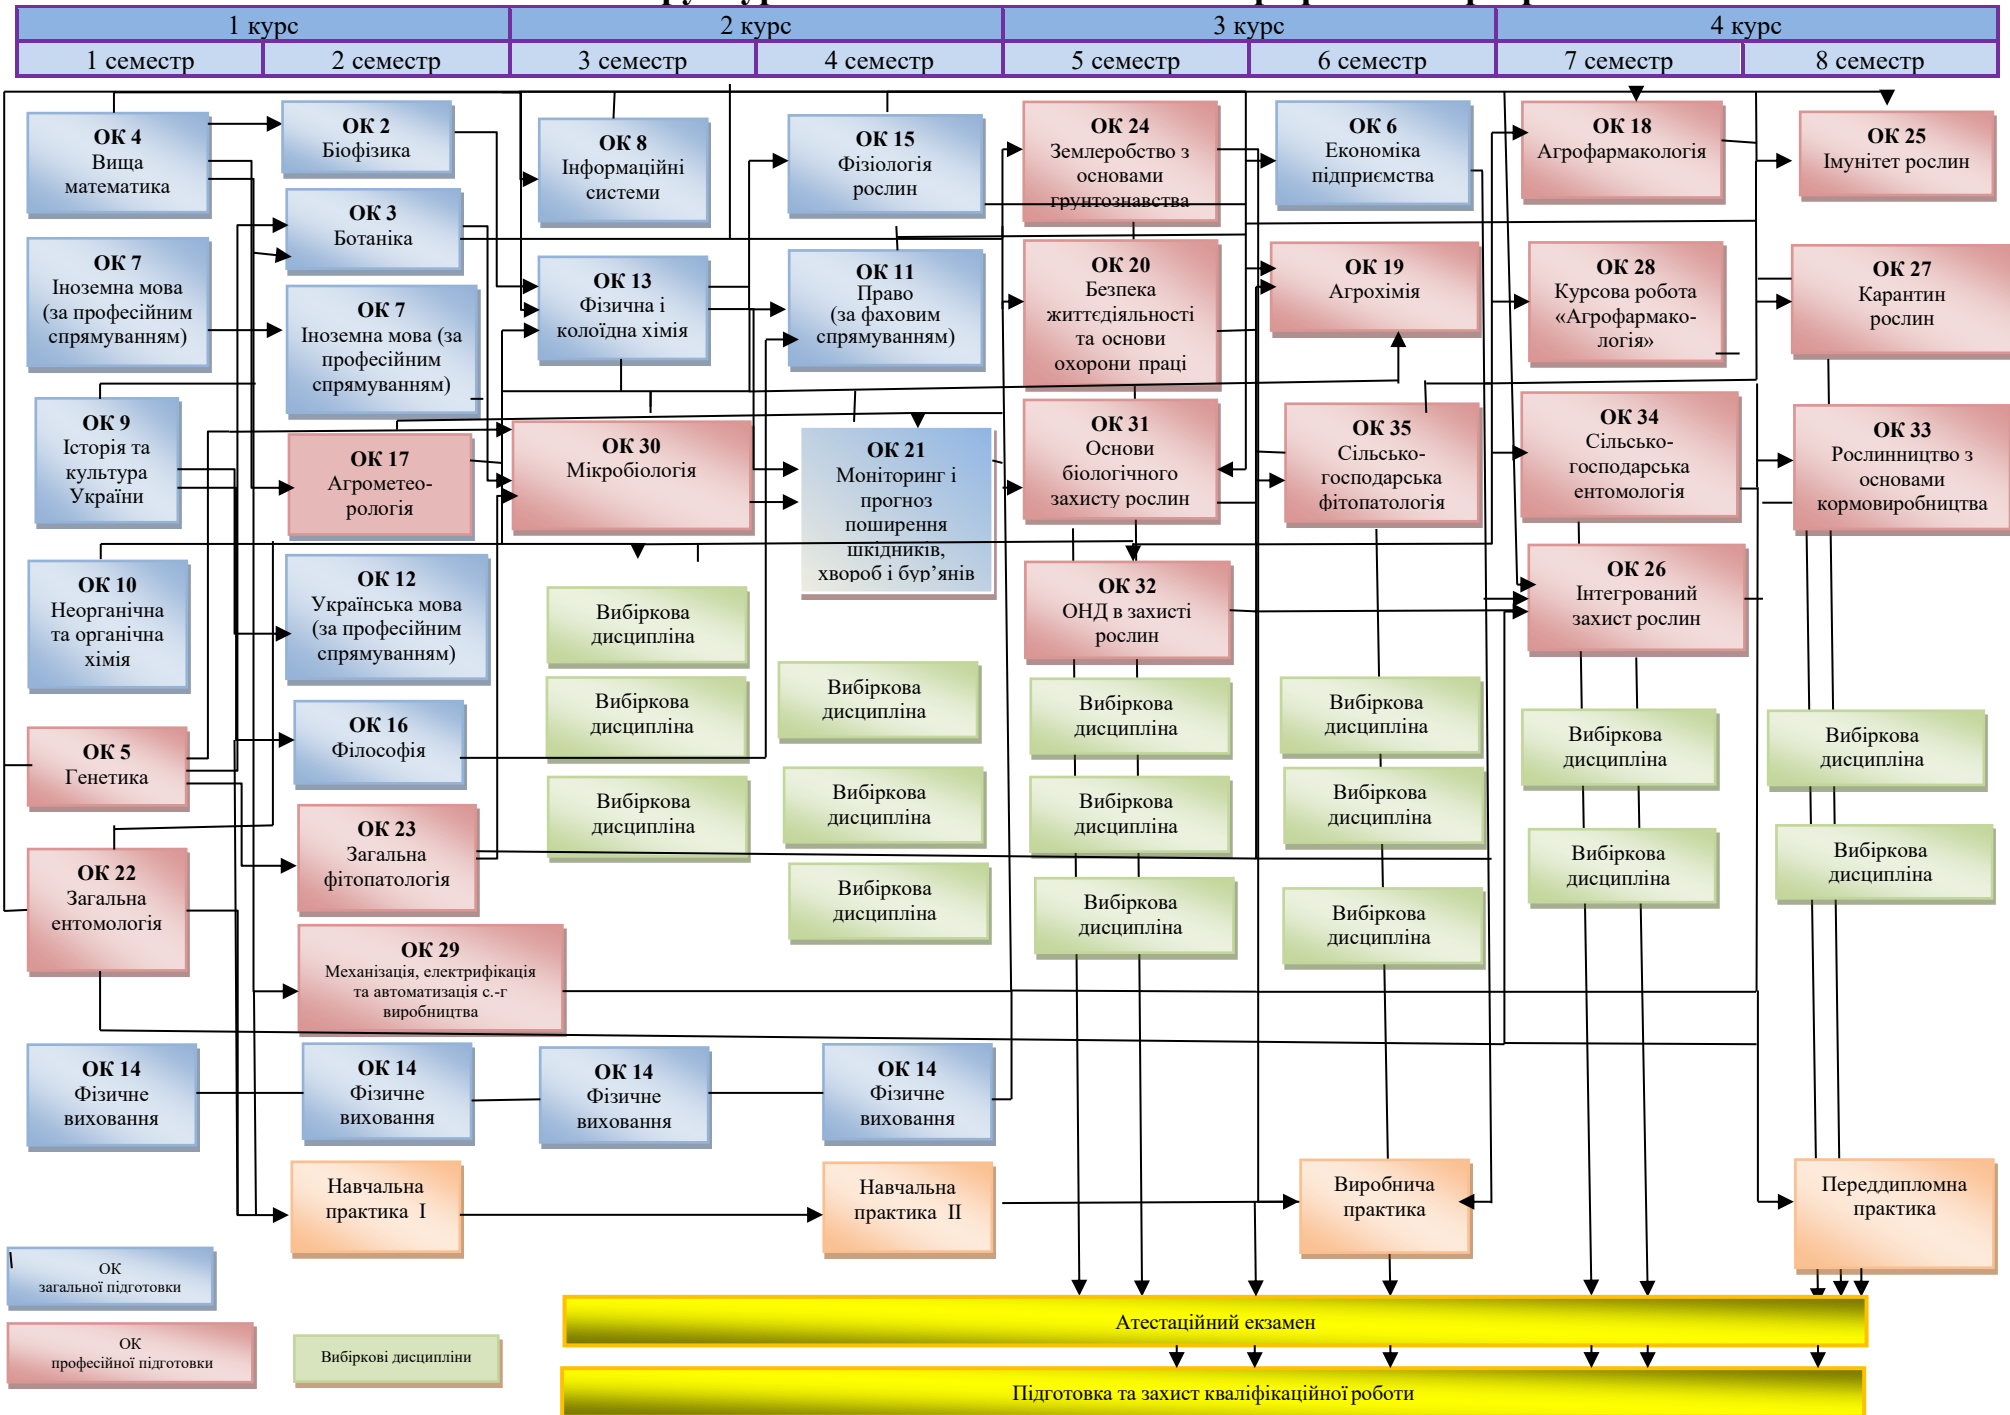 1 курс
2 курс
3 курс
4 курс
1 семестр
2 семестр
3 семестр
4 семестр
5 семестр
6 семестр
7 семестр
8 семестр
ОК 4
Вища
математика
ОК 7
Іноземна мова
(за професійним
спрямуванням)
ОК 9
Історія та
культура
України
ОК 10
Неорганічна
та органічна
хімія
ОК 5
Генетика
ОК 22
Загальна
ентомологія
ОК 14
Фізичне
виховання
ОК 2
Біофізика
ОК 3
Ботаніка
ОК 7
Іноземна мова (за
професійним
спрямуванням)
ОК 17
Агрометео-
рологія
ОК 12
Українська мова
(за професійним
спрямуванням)
ОК 16
Філософія
ОК 23
Загальна
фітопатологія
ОК 29
Механізація, електрифікація
та автоматизація с.-г
виробництва
ОК 14
Фізичне
виховання
Навчальна
практика І
ОК 8
Інформаційні
системи
ОК 13
Фізична і
колоїдна хімія
ОК 30
Мікробіологія
Вибіркова
дисципліна
Вибіркова
дисципліна
Вибіркова
дисципліна
ОК 14
Фізичне
виховання
ОК 15
Фізіологія
рослин
ОК 11
Право
(за фаховим
спрямуванням)
ОК 21
Моніторинг і
прогноз
поширення
шкідників,
хвороб і бур’янів
Вибіркова
дисципліна
Вибіркова
дисципліна
Вибіркова
дисципліна
ОК 14
Фізичне
виховання
Навчальна
практика ІІ
ОК 24
Землеробство з
основами
грунтознавства
ОК 20
Безпека
життєдіяльності
та основи
охорони праці
ОК 31
Основи
біологічного
захисту рослин
ОК 32
ОНД в захисті
рослин
Вибіркова
дисципліна
Вибіркова
дисципліна
Вибіркова
дисципліна
ОК 6
Економіка
підприємства
ОК 19
Агрохімія
ОК 35
Сільсько-
господарська
фітопатологія
Вибіркова
дисципліна
Вибіркова
дисципліна
Вибіркова
дисципліна
Виробнича
практика
ОК 18
Агрофармакологія
ОК 28
Курсова робота
«Агрофармако-
логія»
ОК 34
Сільсько-
господарська
ентомологія
ОК 26
Інтегрований
захист рослин
Вибіркова
дисципліна
Вибіркова
дисципліна
ОК 25
Імунітет рослин
ОК 27
Карантин
рослин
ОК 33
Рослинництво з
основами
кормовиробництва
Вибіркова
дисципліна
Вибіркова
дисципліна
Переддипломна
практика
ОК
загальної підготовки
ОК
професійної підготовки
Вибіркові дисципліни
Атестаційний екзамен
Підготовка та захист кваліфікаційної роботи